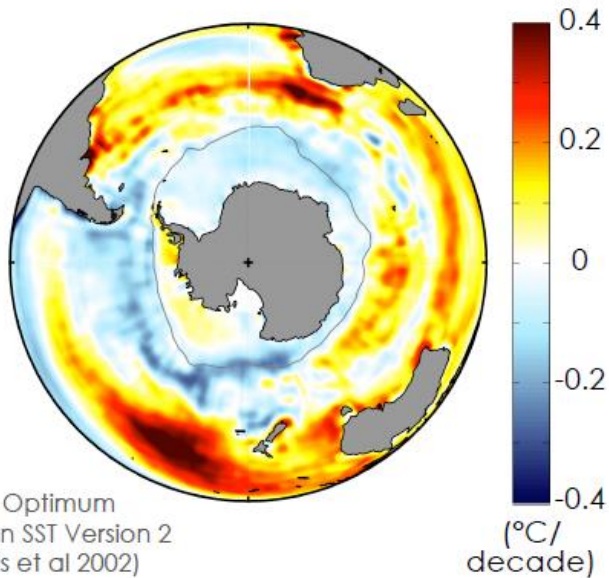 0.4
0.2
0
-0.2
-0.4
(°C/
decade)
Optimum
n SST Version 2
s et al 2002)